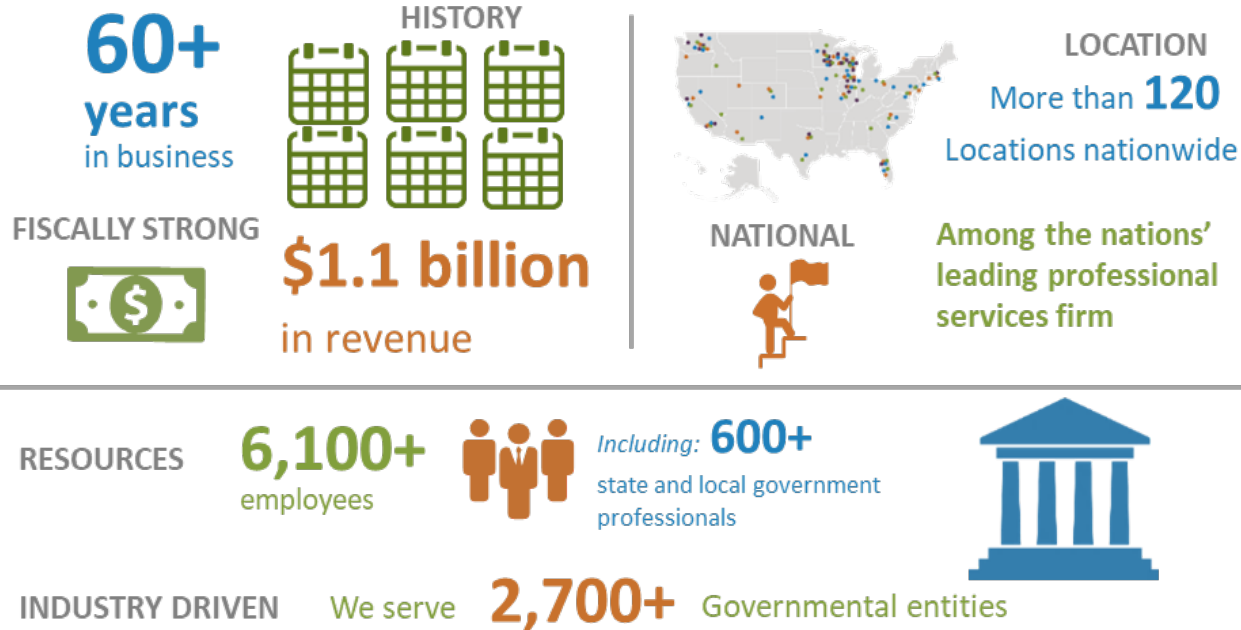 60+
years
in business
HISTORY
FISCALLY STRONG
$
$1.1 billion
in revenue
LOCATION
More than 120
Locations nationwide
NATIONAL
Among the nations’
leading professional
services firm
RESOURCES
6,100+
employees
Including: 600+
state and local government
professionals
INDUSTRY DRIVEN
We serve 2,700+ Governmental entities